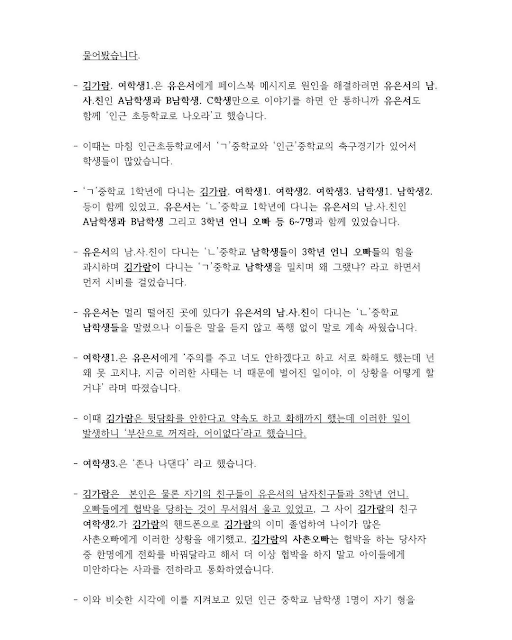 물어봤습니다.
- 김가람, 여학생1.은 유은서에게 페이스북 메시지로 원인을 해결하려면 유은서의 남.
사.친인 A남학생과 B남학생. C학생만으로 이야기를 하면 안 통하니까 유은서도
함께 '인근 초등학교로 나오라'고 했습니다.
- 이때는 마침 인근초등학교에서 'ㄱ'중학교와 '인근'중학교의 축구경기가 있어서
학생들이 많았습니다.
- 'ㄱ'중학교 1학년에 다니는 김가람, 여학생1. 여학생2. 여학생3. 남학생1. 남학생2.
등이 함께 있었고, 유은서는 'ㄴ'중학교 1학년에 다니는 유은서의 남.사.친인
A남학생과 B남학생 그리고 3학년 언니 오빠 등 6~7명과 함께 있었습니다.
- 유은서의 남.사.친이 다니는 'ㄴ'중학교 남학생들이 3학년 언니 오빠들의 힘을
과시하며 김가람이 다니는 'ㄱ'중학교 남학생을 밀치며 왜 그랬냐? 라고 하면서
먼저 시비를 걸었습니다.
- 유은서는 멀리 떨어진 곳에 있다가 유은서의 남.사.친이 다니는 'ㄴ'중학교
남학생들을 말렸으나 이들은 말을 듣지 않고 폭행 없이 말로 계속 싸웠습니다.
- 여학생1.은 유은서에게 '주의를 주고 너도 안하겠다고 하고 서로 화해도 했는데 넌
왜 못 고치냐, 지금 이러한 사태는 너 때문에 벌어진 일이야, 이 상황을 어떻게 할
거냐' 라며 따졌습니다.
- 이때 김가람은 뒷담화를 안한다고 약속도 하고 화해까지 했는데 이러한 일이
발생하니 '부산으로 꺼져라, 어이없다'라고 했습니다.
- 여학생3.은 '존나 나댄다' 라고 했습니다.
- 김가람은 본인은 물론 자기의 친구들이 유은서의 남자친구들과 3학년 언니.
오빠들에게 협박을 당하는 것이 무서워서 울고 있었고, 그 사이 김가람의 친구
여학생2.가 김가람의 핸드폰으로 김가람의 이미 졸업하여 나이가 많은
사촌오빠에게 이러한 상황을 얘기했고, 김가람의 사촌오빠는 협박을 하는 당사자
중 한명에게 전화를 바꿔달라고 해서 더 이상 협박을 하지 말고 아이들에게
미안하다는 사과를 전하라고 통화하였습니다.
- 이와 비슷한 시각에 이를 지켜보고 있던 인근 중학교 남학생 1명이 자기 형을